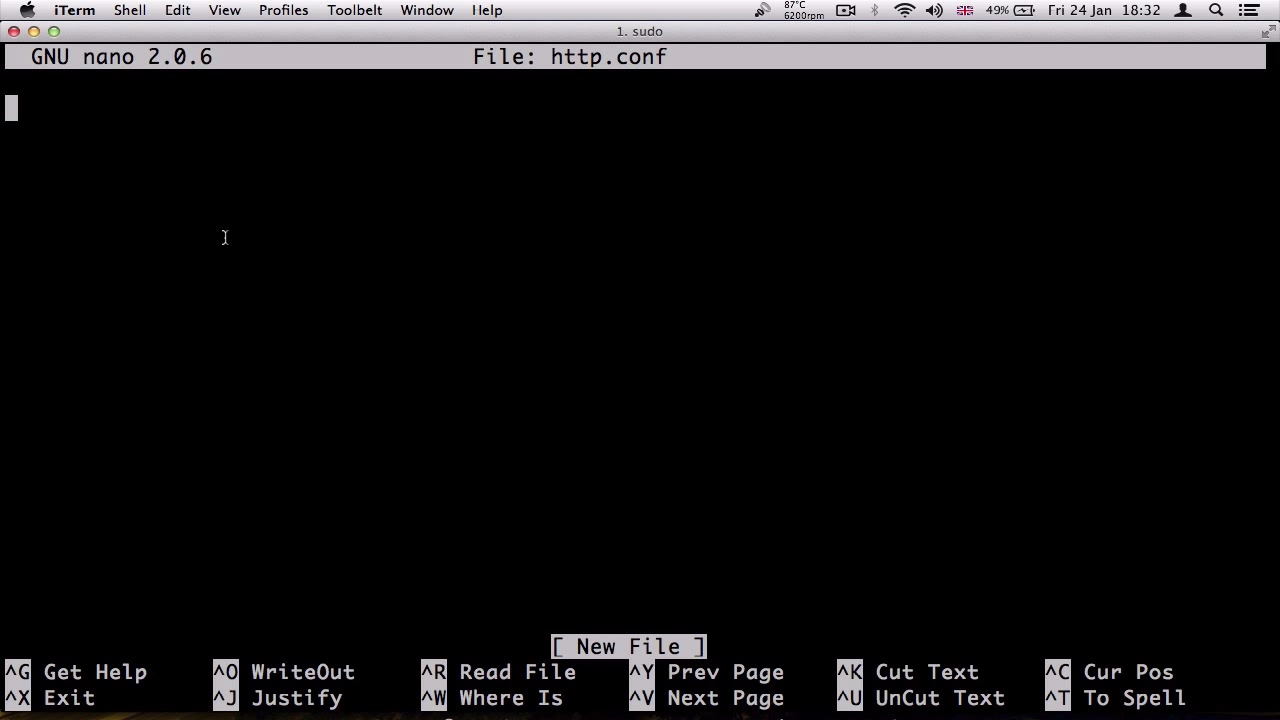 iTerm Shell Edit View Profiles Toolbelt Window Help 87°C 6200rpm 49% Fri 24 Jan 18:32
1. sudo
GNU nano 2.0.6 File: http.conf
[ New File ]
^G Get Help ^O WriteOut ^R Read File ^Y Prev Page ^K Cut Text ^C Cur Pos
^X Exit ^J Justify ^W Where Is ^V Next Page ^U UnCut Text ^T To Spell